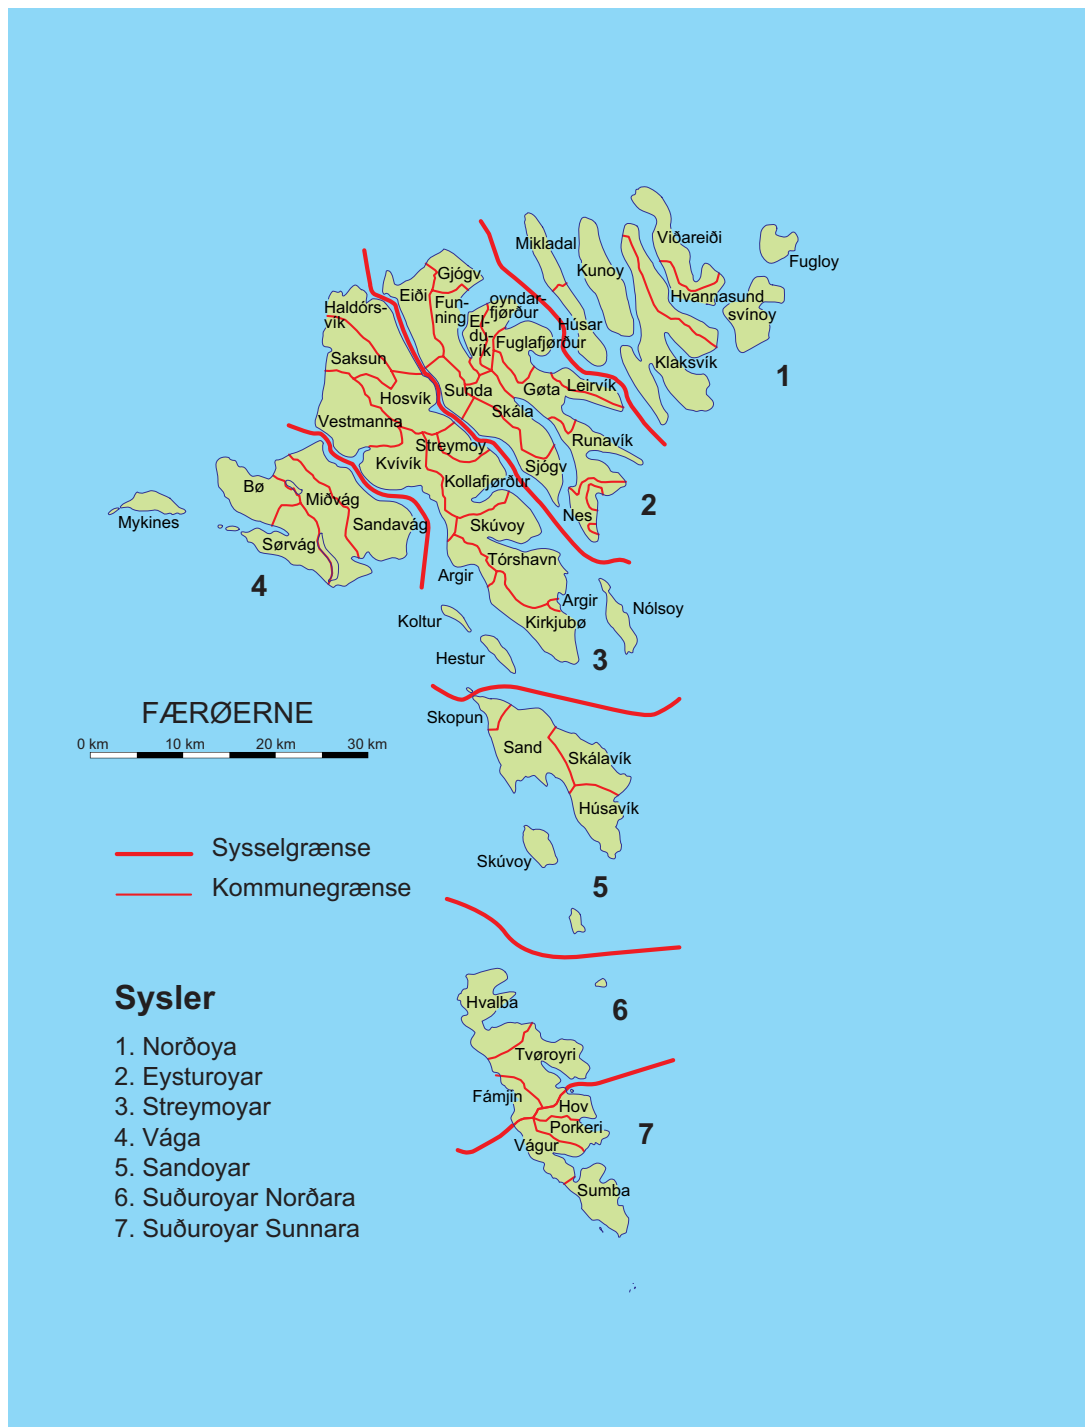 Viðareiði
Mikladal
Fugloy
Kunoy
Gjógv
Eiði
Hvannasund
svínoy
Haldórs-
vík
Fun-
ning
oyndar-
fjørður
Húsar
El-
du-
vík
Fuglafjørður
Saksun
Klaksvík
1
Sunda
Gøta
Leirvík
Hosvík
Skála
Vestmanna
Streymoy
Runavík
Kvívík
Sjógv
Kollafjørður
Bø
Miðvág
Mykines
Sandavág
Skúvoy
Nes
2
Sørvág
Tórshavn
4
Argir
Argir
Nólsoy
Koltur
Kirkjubø
Hestur
3
FÆRØERNE
Skopun
0 km 10 km 20 km 30 km
Sand
Skálavík
Húsavík
Sysselgrænse
Skúvoy
Kommunegrænse
5
Hvalba
6
Sysler
Tvøroyri
1. Norðoya
2. Eysturoyar
3. Streymoyar
4. Vága
5. Sandoyar
6. Suðuroyar Norðara
7. Suðuroyar Sunnara
Fámjin
Hov
Porkeri
7
Vágur
Sumba